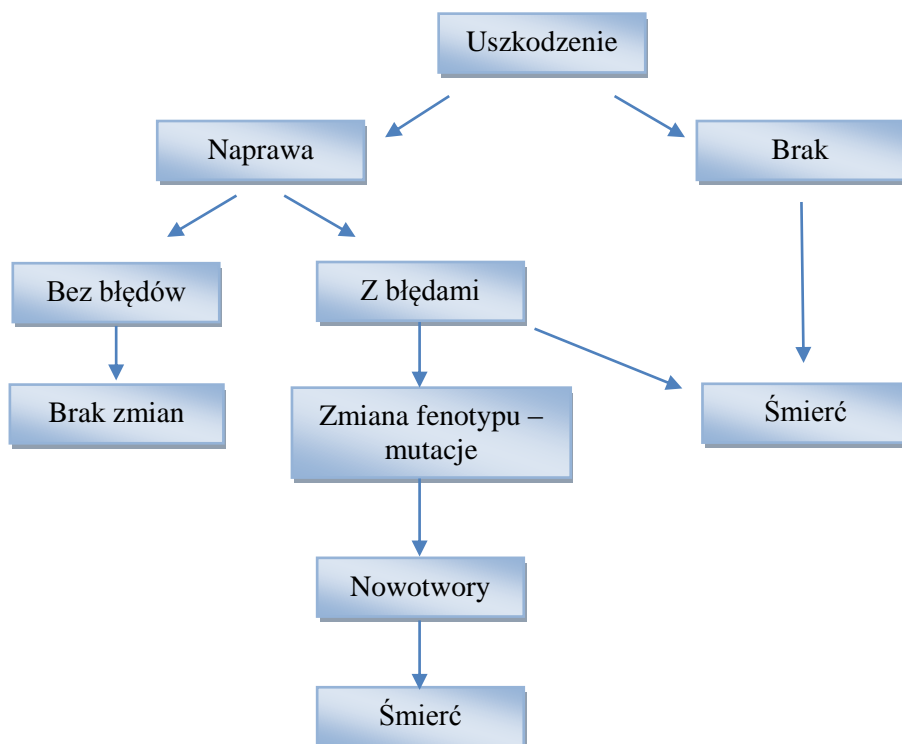 Uszkodzenie
Naprawa
Brak
Bez błędów
Z błędami
Brak zmian
Zmiana fenotypu –
mutacje
Śmierć
Nowotwory
Śmierć